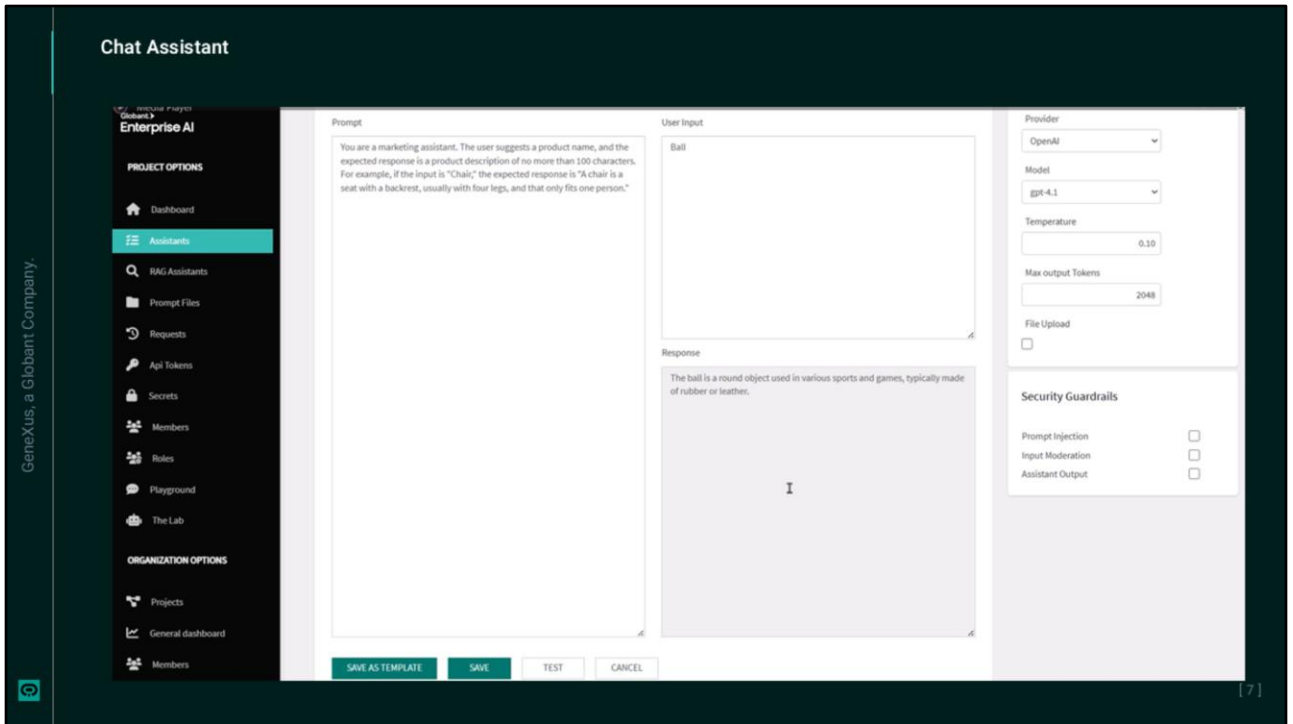 Chat Assistant
Media Player
Globant >
Enterprise AI
PROJECT OPTIONS
Dashboard
Assistants
RAG Assistants
Prompt Files
Requests
Api Tokens
Secrets
Members
Roles
Playground
The Lab
ORGANIZATION OPTIONS
Projects
General dashboard
Members
Prompt
You are a marketing assistant. The user suggests a product name, and the
expected response is a product description of no more than 100 characters.
For example, if the input is "Chair," the expected response is "A chair is a
seat with a backrest, usually with four legs, and that only fits one person."
User Input
Ball
Response
The ball is a round object used in various sports and games, typically made
of rubber or leather.
SAVE AS TEMPLATE
SAVE
TEST
CANCEL
Provider
OpenAI
Model
gpt-4.1
Temperature
0.10
Max output Tokens
2048
File Upload
Security Guardrails
Prompt Injection
Input Moderation
Assistant Output
GeneXus, a Globant Company.
[ 7 ]